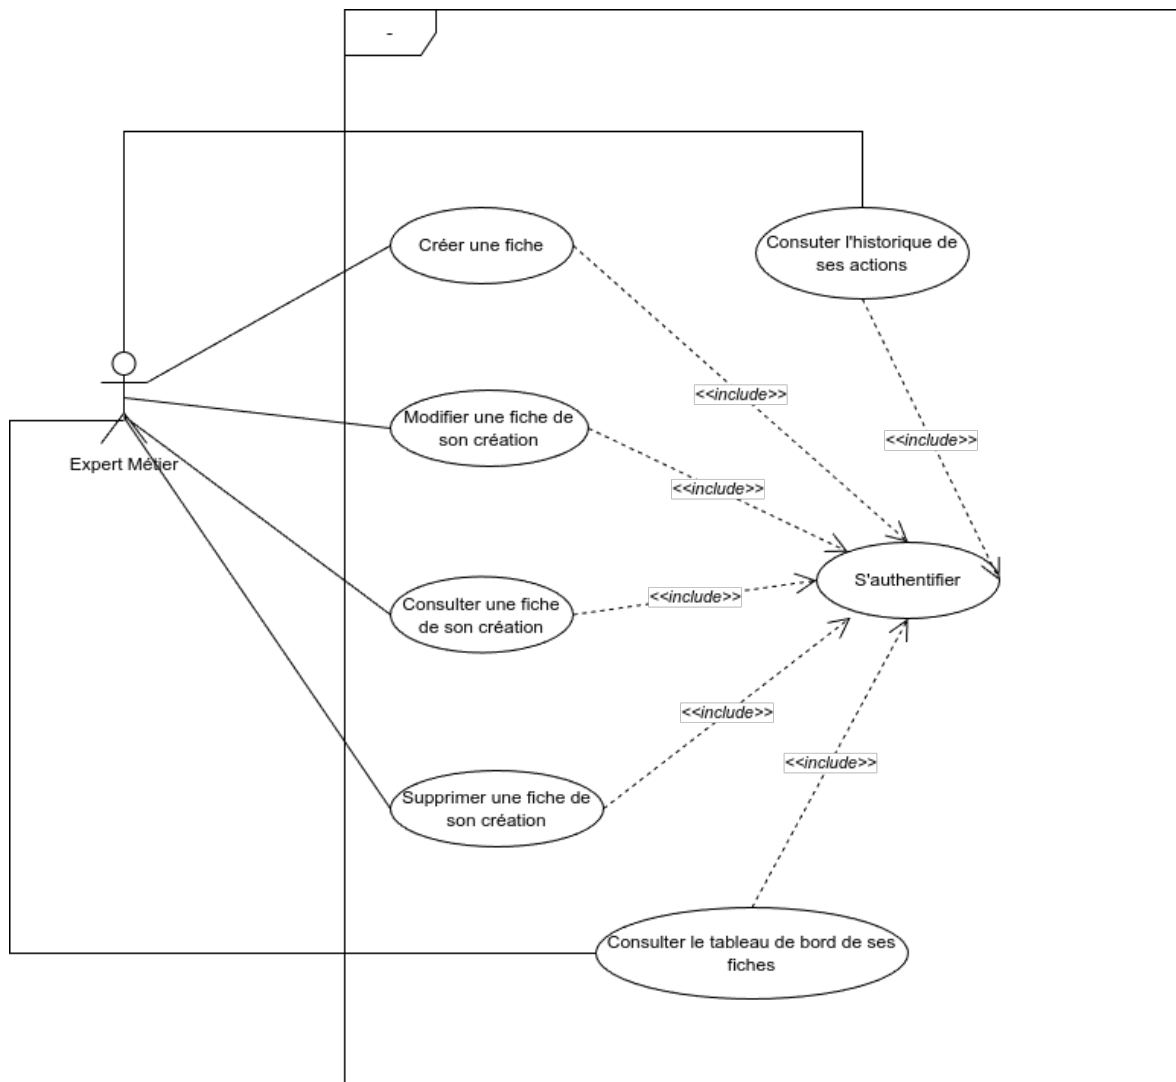 -
Créer une fiche
Consuter l'historique de
ses actions
<<include>>
Modifier une fiche de
son création
<<include>>
Expert Métier
<<include>>
S'authentifier
Consulter une fiche
de son création
<<include>>
<<include>>
<<include>>
Supprimer une fiche de
son création
Consulter le tableau de bord de ses
fiches